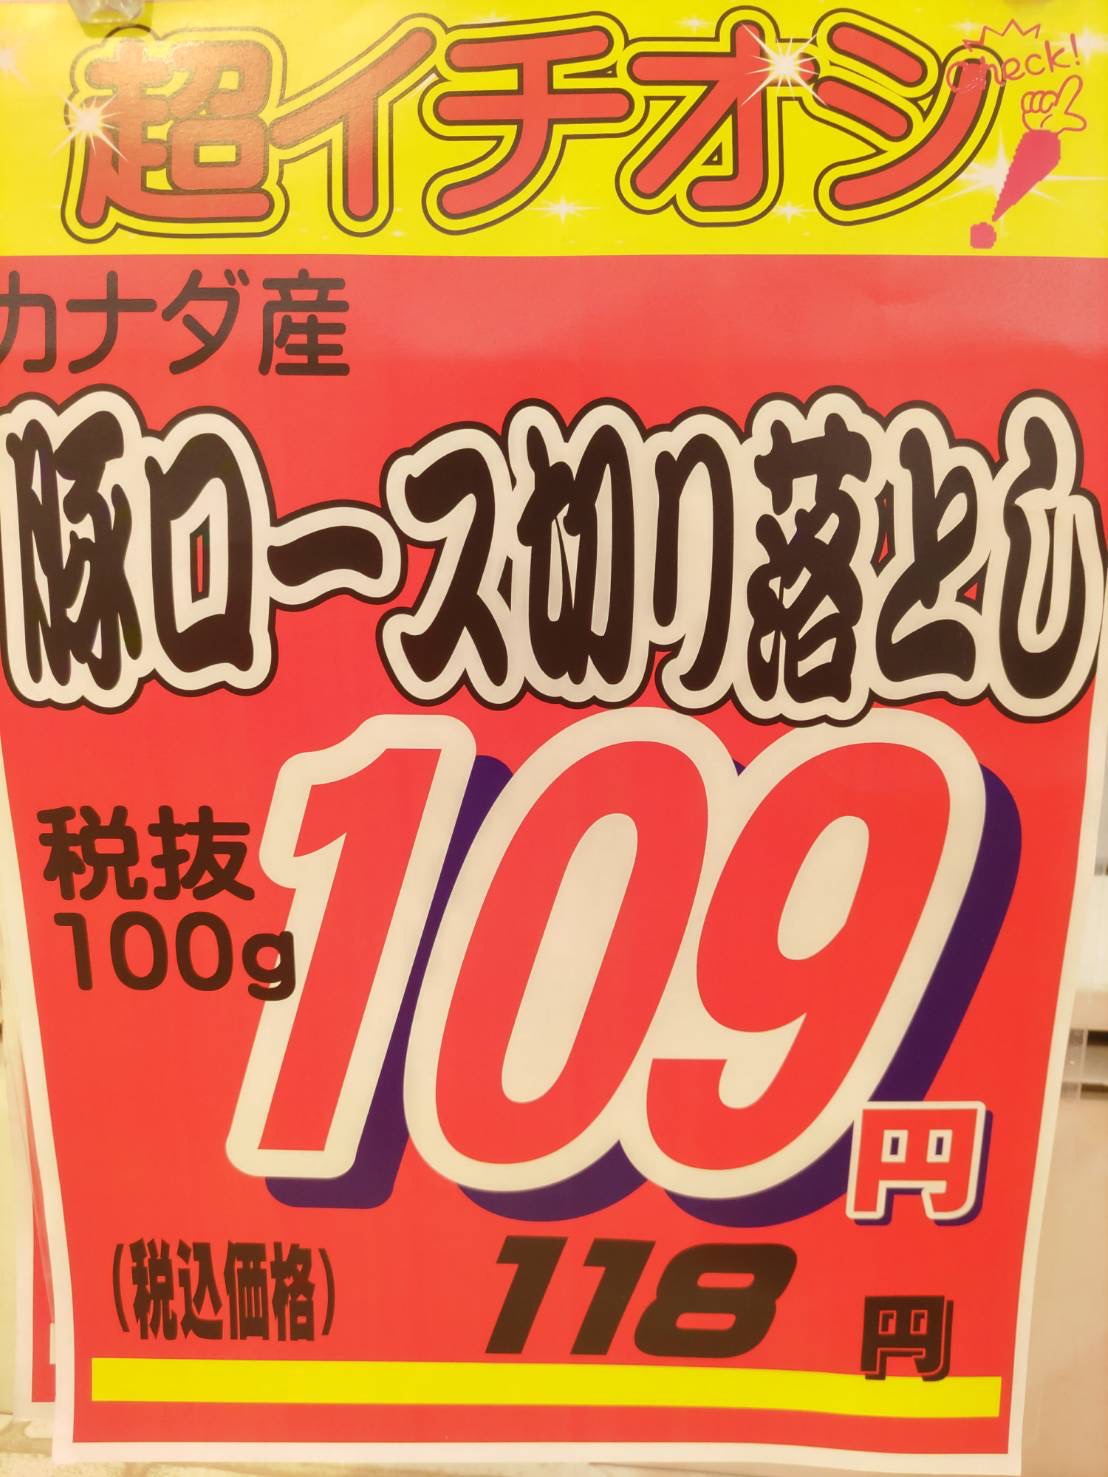 超イチオシ
Check!
カナダ産
豚ロース切り落とし
税抜
100g
109円
(税込価格) 118円